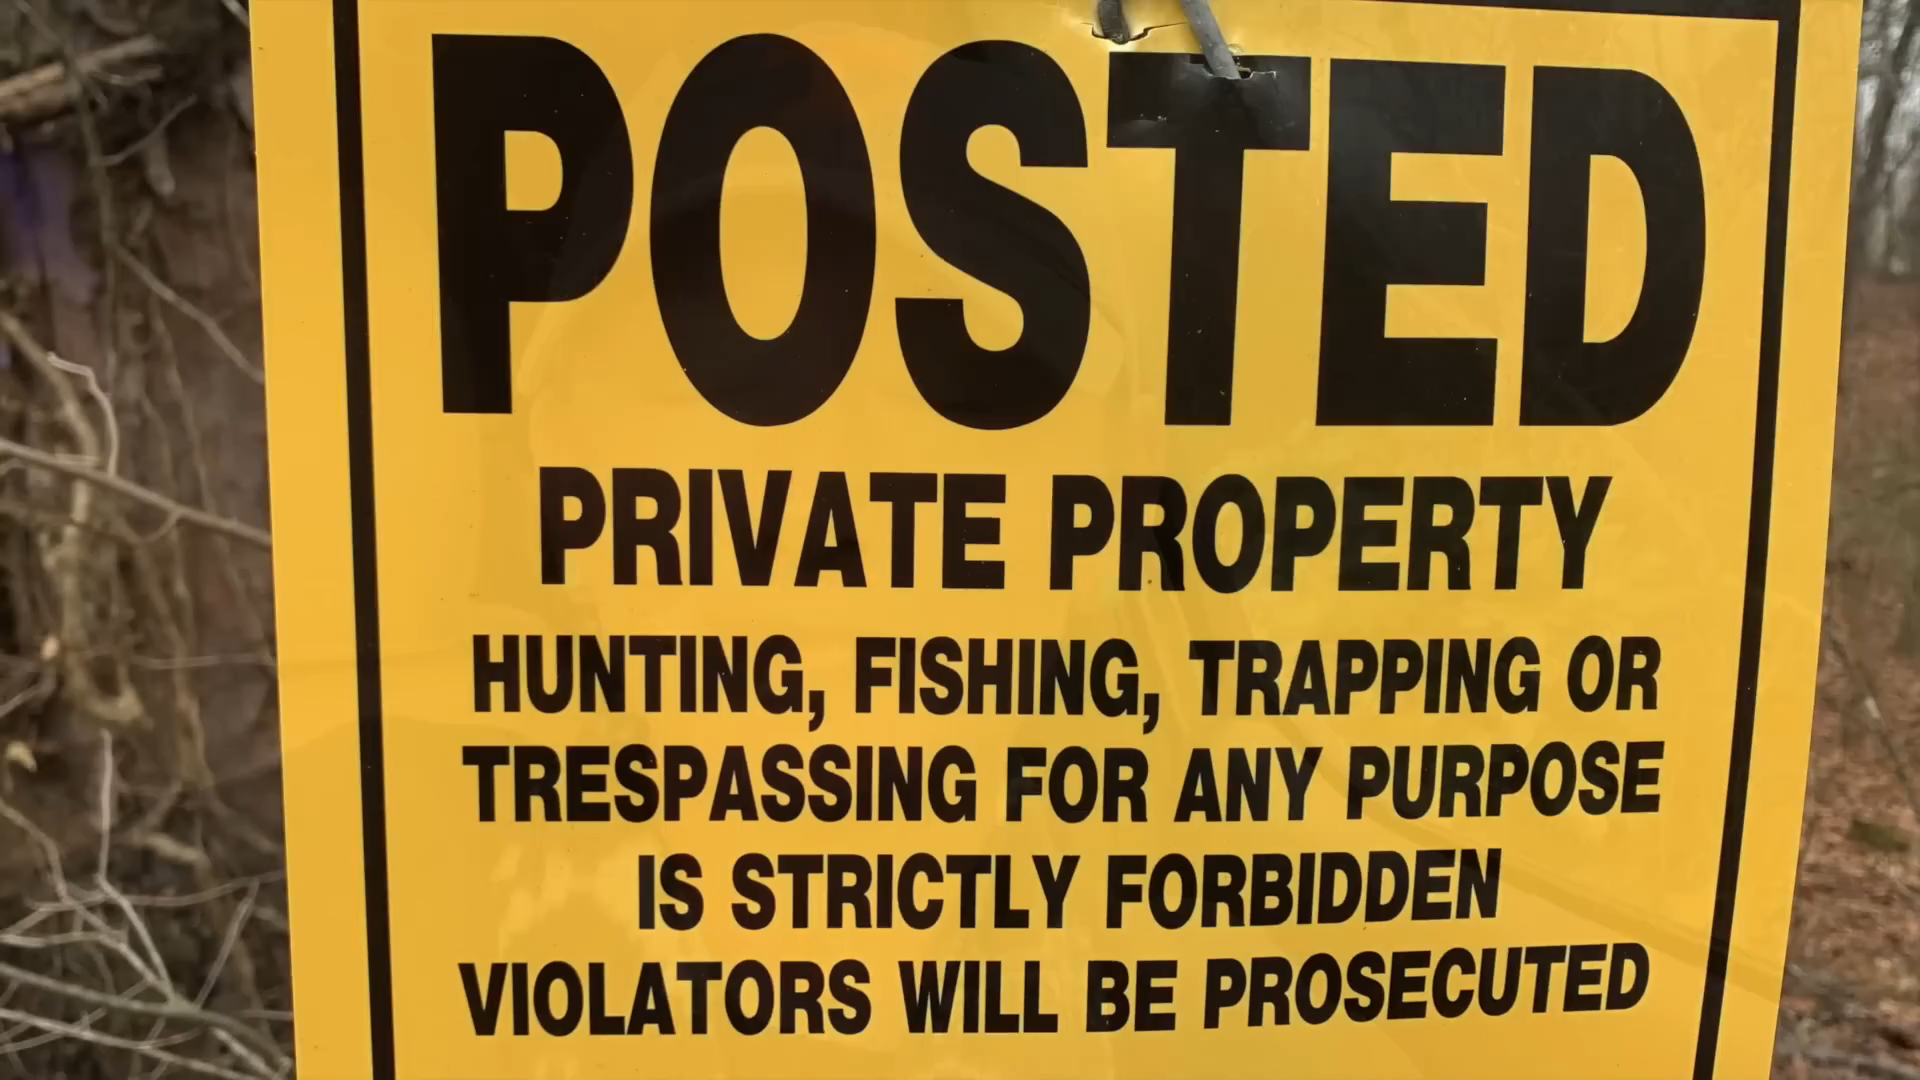 POSTED
PRIVATE PROPERTY
HUNTING, FISHING, TRAPPING OR
TRESPASSING FOR ANY PURPOSE
IS STRICTLY FORBIDDEN
VIOLATORS WILL BE PROSECUTED